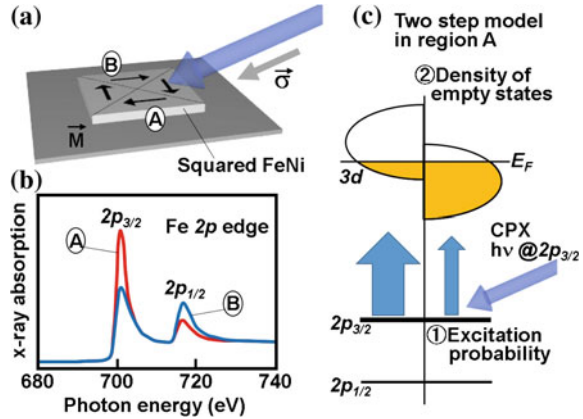 (a)
B
σ
A
M
Squared FeNi
(b)
x-ray absorption
2p3/2
Fe 2p edge
A
2p1/2
B
680 700 720 740
Photon energy (eV)
(c)
Two step model
in region A
②Density of
empty states
3d
EF
CPX
hν @2p3/2
2p3/2
①Excitation
probability
2p1/2